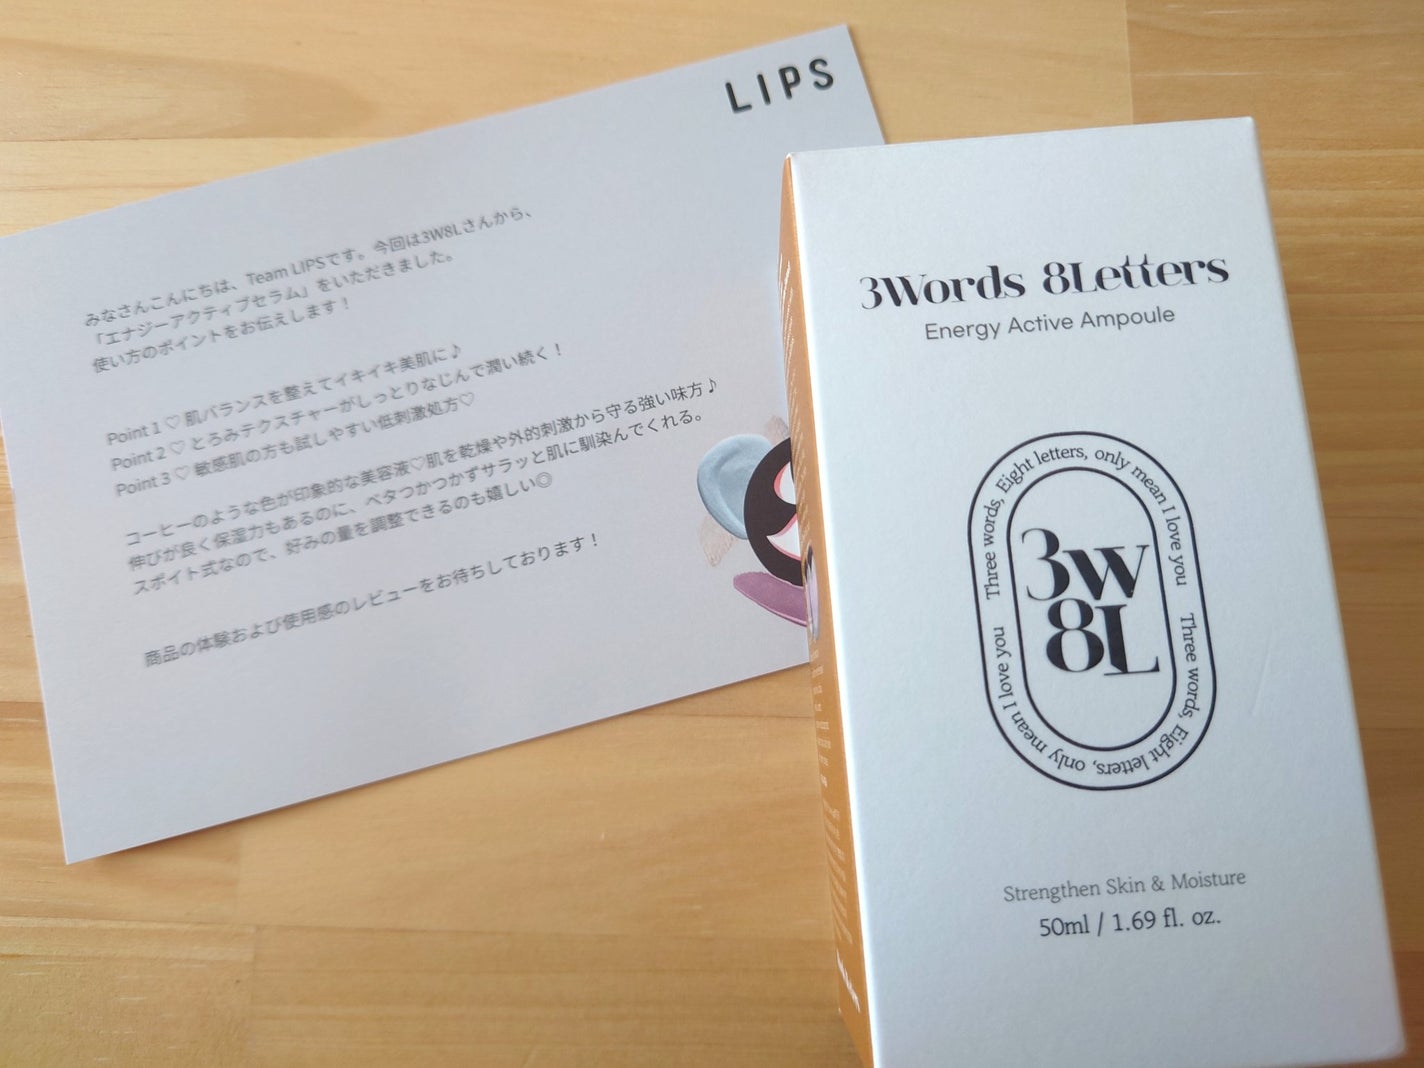 LIPS
みなさんこんにちは、Team LIPSです。今回は3W8Lさんから、
「エナジーアクティブセラム」をいただきました。
使い方のポイントをお伝えします！
Point 1 ♡ 肌バランスを整えてイキイキ美肌に♪
Point 2 ♡ とろみテクスチャーがしっとりなじんで潤い続く！
Point 3 ♡ 敏感肌の方も試しやすい低刺激処方♡
コーヒーのような色が印象的な美容液♡肌を乾燥や外的刺激から守る強い味方♪
伸びが良く保湿力もあるのに、ベタつかつかずサラッと肌に馴染んでくれる。
スポイト式なので、好みの量を調整できるのも嬉しい◎
商品の体験および使用感のレビューをお待ちしております！
3Words 8Letters
Energy Active Ampoule
Three words, Eight letters, only mean I love you
3W
8L
Three words, Eight letters, only mean I love you
Strengthen Skin & Moisture
50ml / 1.69 fl. oz.